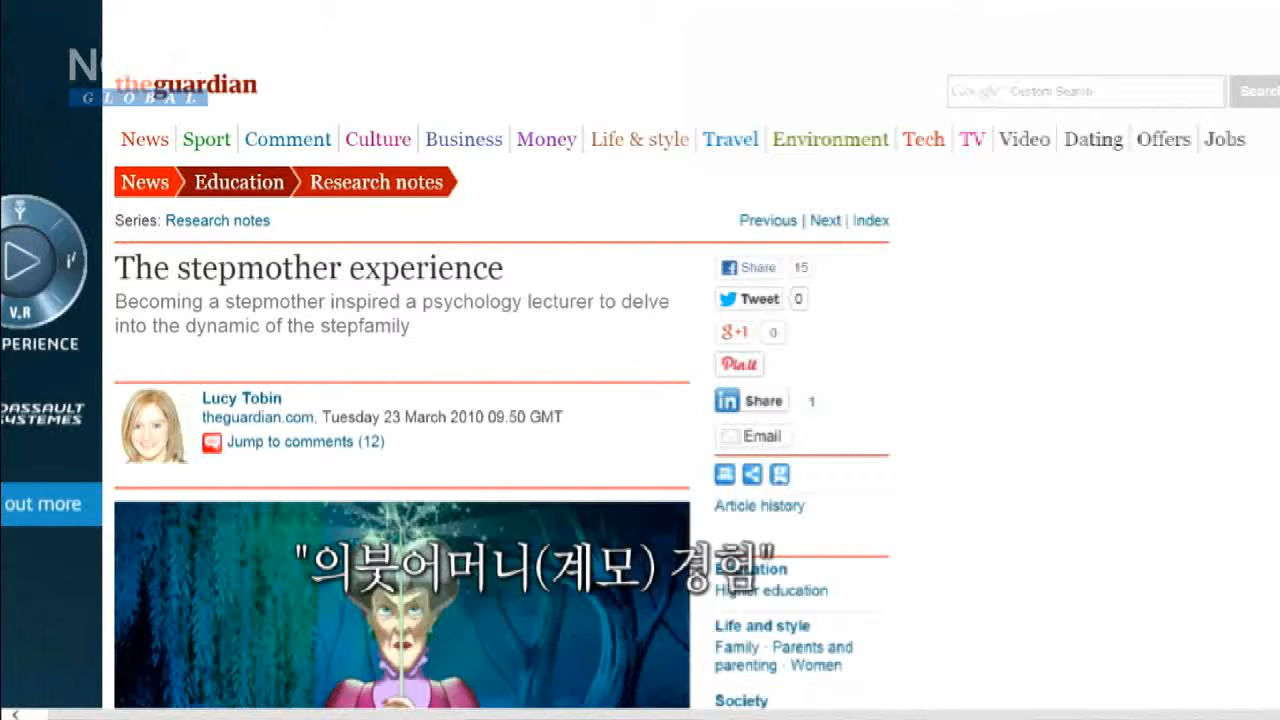 theguardian
GLOBAL
Google Custom Search
News Sport Comment Culture Business Money Life & style Travel Environment Tech TV Video Dating Offers Jobs
News Education Research notes
Series: Research notes
Previous | Next | Index
The stepmother experience
Becoming a stepmother inspired a psychology lecturer to delve
into the dynamic of the stepfamily
Share 15
Tweet 0
g+1 0
Pin it
in Share 1
Email
Article history
Lucy Tobin
theguardian.com, Tuesday 23 March 2010 09.50 GMT
Jump to comments (12)
V.R
PERIENCE
DASSAULT
SYSTEMES
out more
"의붓어머니(계모) 경험"
Education
Higher education
Life and style
Family · Parents and
parenting · Women
Society